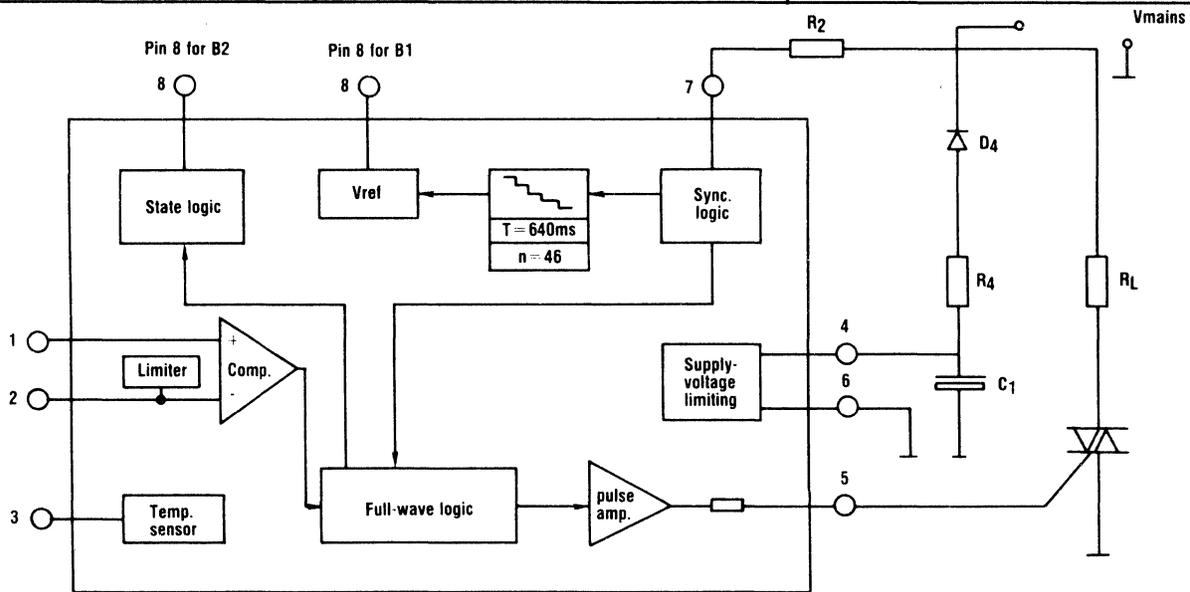 Vmains
R2
Pin 8 for B2
Pin 8 for B1
8
8
7
D4
State logic
Vref
Sync.
logic
T = 640ms
n = 46
R4
RL
1
+
Comp.
-
Limiter
2
4
Supply-
voltage
limiting
6
C1
3
Temp.
sensor
Full-wave logic
pulse
amp.
5